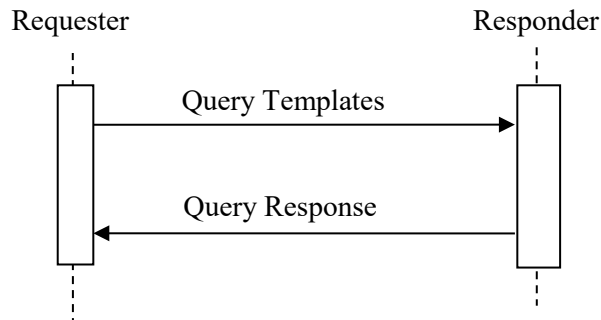 Requester
Responder
Query Templates
Query Response